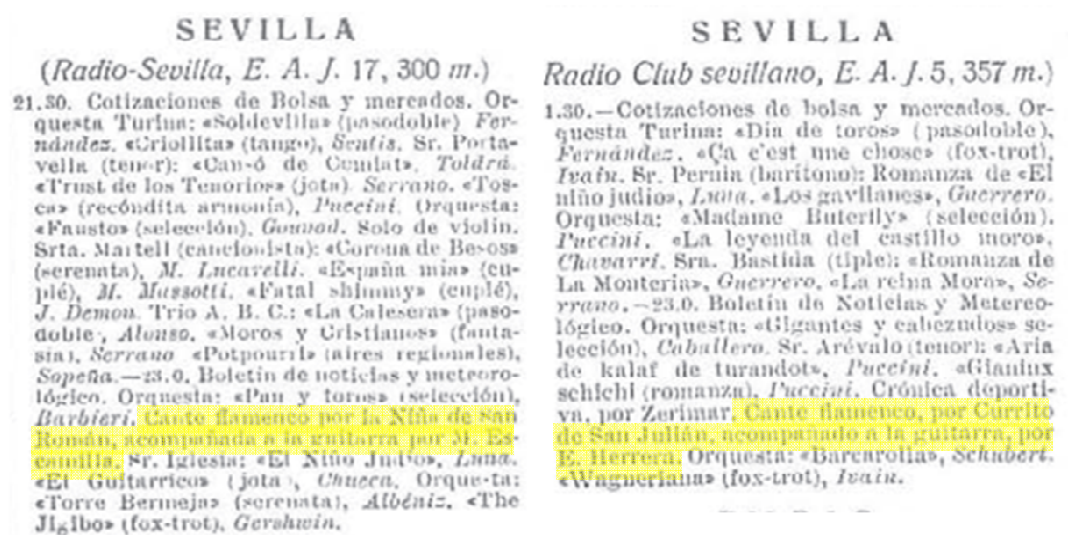 SEVILLA
(Radio-Sevilla, E. A. J. 17, 300 m.)
21.30. Cotizaciones de Bolsa y mercados. Or-
questa Turina: «Soldevilla» (pasodoble) Fer-
nández. «Criollita» (tango), Sentis. Sr. Porta-
vella (tenor): «Can-ó de Comiat», Toldrá.
«Trust de los Tenorios» (jota). Serrano. «Tos-
ca» (recóndita armonía), Puccini. Orquesta:
«Fausto» (selección). Gounod. Solo de violín.
Srta. Martell (cancionista): «Corona de Besos»
(serenata), M. Lucarelli. «España mía» (cu-
plé), M. Massotti. «Fatal shimmy» (cuplé),
J. Demon. Trio A. B. C.: «La Calesera» (paso-
doble, Alonso. «Moros y Cristianos» (fanta-
sía), Serrano «Potpourri» (aires regionales),
Sopeña.—23.0, Boletín de noticias y meteoro-
lógico. Orquesta: «Pan y toros» (selección),
Barbieri. Cante flamenco por la Niña de San
Román, acompañada a la guitarra por M. Es-
camilla. Sr. Iglesia: «El Niño Judío», Luna.
«El Guitarrico» (jota), Chueca. Orque-ta:
«Torre Bermeja» (serenata), Albéniz. «The
Jigibo» (fox-trot), Gershwin.
SEVILLA
Radio Club sevillano, E. A. J. 5, 357 m.)
1.30.—Cotizaciones de bolsa y mercados. Or-
questa Turina: «Dia de toros» (pasodoble),
Fernández. «Ça c'est une chose» (fox-trot),
Ivain. Sr. Pernia (barítono): Romanza de «El
niño judío», Luna. «Los gavilanes», Guerrero.
Orquesta: «Madame Buterfly» (selección).
Puccini. «La leyenda del castillo moro»,
Chavarri. Sra. Bastida (tiple): «Romanza de
La Montería», Guerrero. «La reina Mora», Se-
rrano.—23.0. Boletín de Noticias y Metereo-
lógico. Orquesta: «Gigantes y cabezudos» se-
lección), Caballero. Sr. Arévalo (tenor): «Aria
de kalaf de turandot», Puccini. «Gianiux
schichi (romanza), Puccini. Crónica deporti-
va, por Zerimar. Cante flamenco, por Currito
de San Julián, acompañado a la guitarra, por
E. Herrera. Orquesta: «Barcarolla», Schubert.
«Wagneriana» (fox-trot), Ivain.